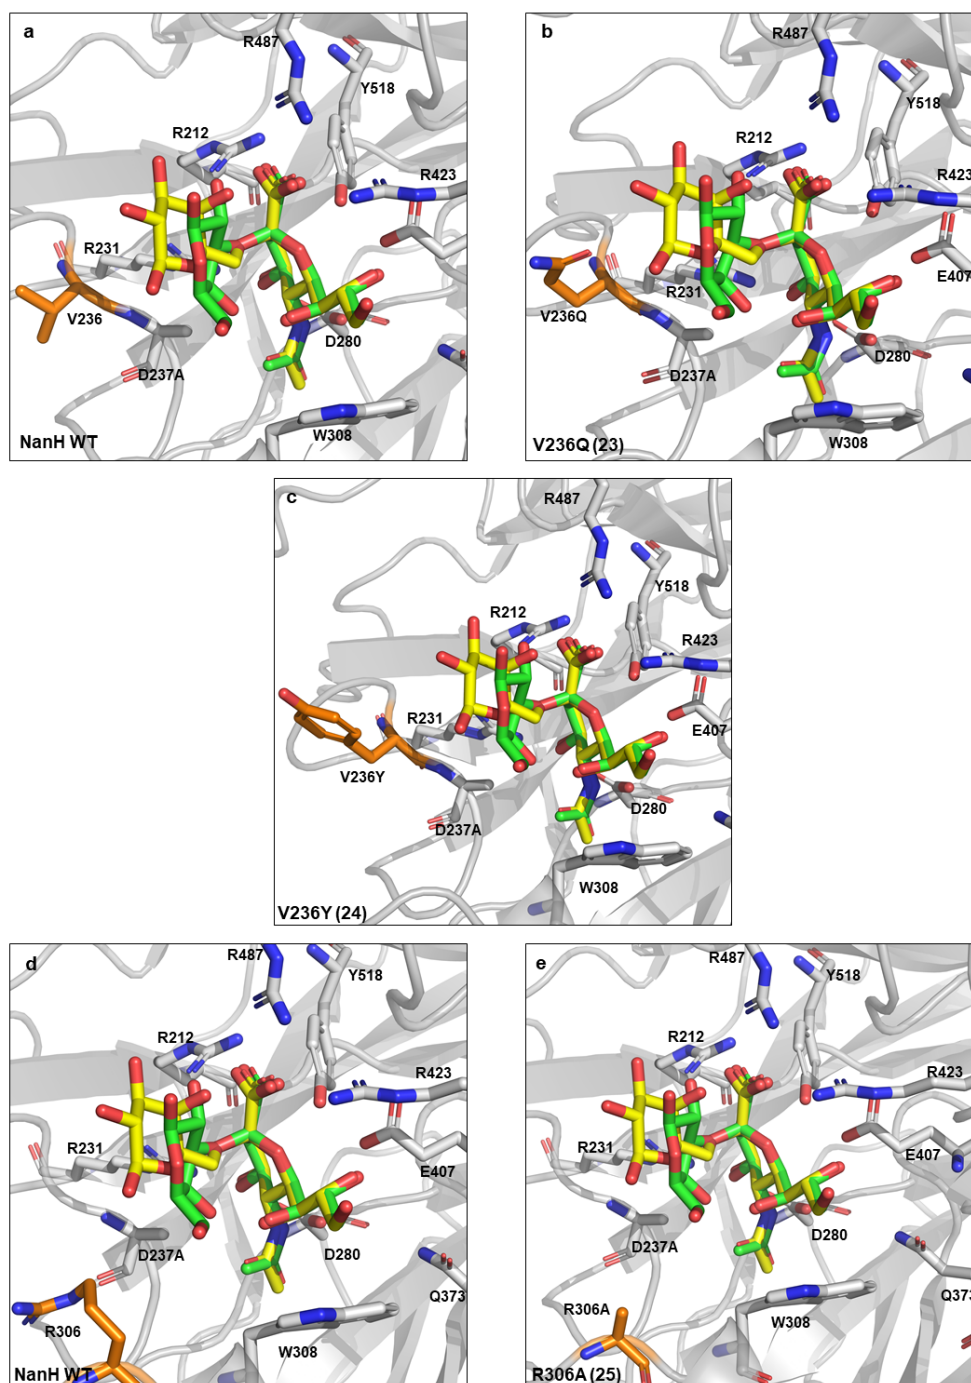 a
R487
Y518
R212
R423
R231
V236
D280
D237A
W308
NanH WT
b
R487
Y518
R212
R423
E407
R231
V236Q
D280
D237A
W308
V236Q (23)
c
R487
Y518
R212
R423
R231
E407
V236Y
D280
D237A
W308
V236Y (24)
d
R487
Y518
R212
R423
R231
E407
D280
D237A
Q373
R306
W308
NanH WT
e
R487
Y518
R212
R423
R231
E407
D280
D237A
Q373
R306A
W308
R306A (25)